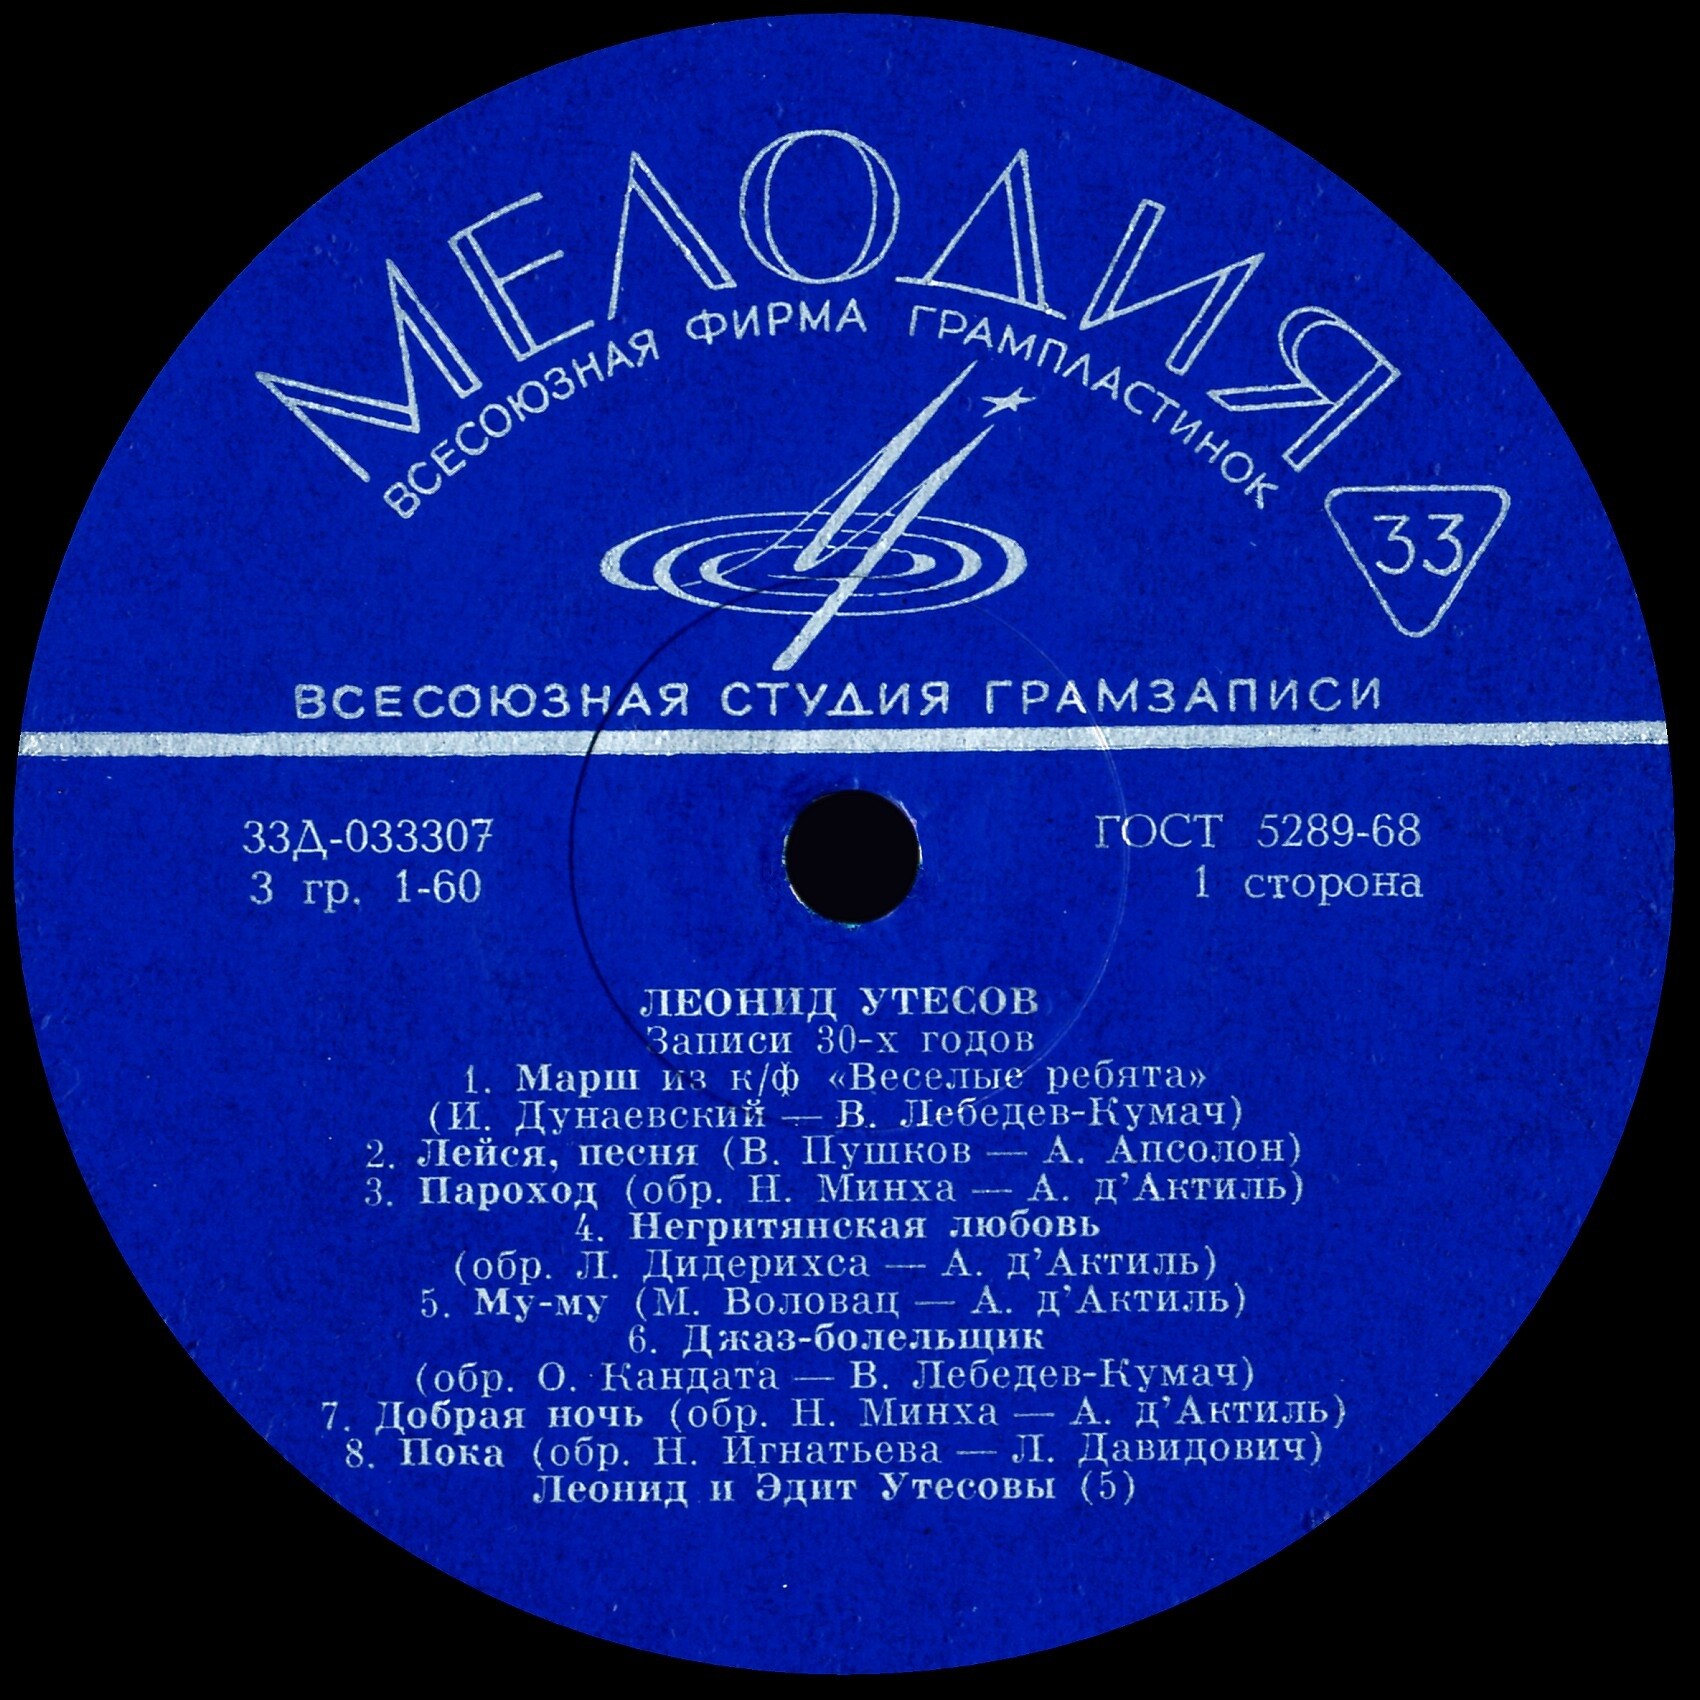 МЕЛОДИЯ
ВСЕСОЮЗНАЯ ФИРМА ГРАМПЛАСТИНОК
33
ВСЕСОЮЗНАЯ СТУДИЯ ГРАМЗАПИСИ
33Д-033307
3 гр. 1-60
ГОСТ 5289-68
1 сторона
ЛЕОНИД УТЕСОВ
Записи 30-х годов
1. Марш из к/ф «Веселые ребята»
(И. Дунаевский — В. Лебедев-Кумач)
2. Лейся, песня (В. Пушков — А. Апсолон)
3. Пароход (обр. Н. Минха — А. д’Актиль)
4. Негритянская любовь
(обр. Л. Дидерихса — А. д’Актиль)
5. Му-му (М. Воловац — А. д’Актиль)
6. Джаз-болельщик
(обр. О. Кандата — В. Лебедев-Кумач)
7. Добрая ночь (обр. Н. Минха — А. д’Актиль)
8. Пока (обр. Н. Игнатьева — Л. Давидович)
Леонид и Эдит Утесовы (5)